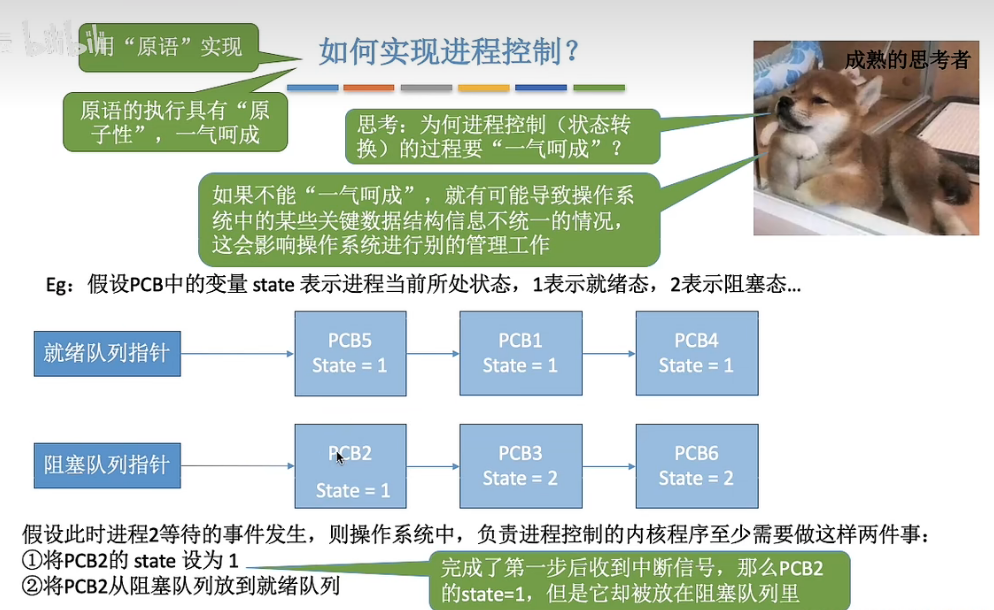 bilibili
用“原语”实现
如何实现进程控制？
成熟的思考者
原语的执行具有“原
子性”，一气呵成
思考：为何进程控制（状态转
换）的过程要“一气呵成”？
如果不能“一气呵成”，就有可能导致操作系
统中的某些关键数据结构信息不统一的情况，
这会影响操作系统进行别的管理工作
Eg：假设PCB中的变量 state 表示进程当前所处状态，1表示就绪态，2表示阻塞态...
就绪队列指针
PCB5
State = 1
PCB1
State = 1
PCB4
State = 1
阻塞队列指针
PCB2
State = 1
PCB3
State = 2
PCB6
State = 2
假设此时进程2等待的事件发生，则操作系统中，负责进程控制的内核程序至少需要做这样两件事：
①将PCB2的 state 设为 1
②将PCB2从阻塞队列放到就绪队列
完成了第一步后收到中断信号，那么PCB2
的state=1，但是它却被放在阻塞队列里